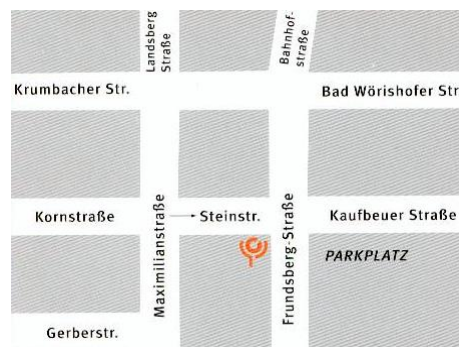 Landsberg
Straße
Bahnhof-
straße
Krumbacher Str.
Bad Wörishofer Str
Maximilianstraße
Kornstraße
Steinstr.
Frundsberg-Straße
Kaufbeuer Straße
PARKPLATZ
Gerberstr.